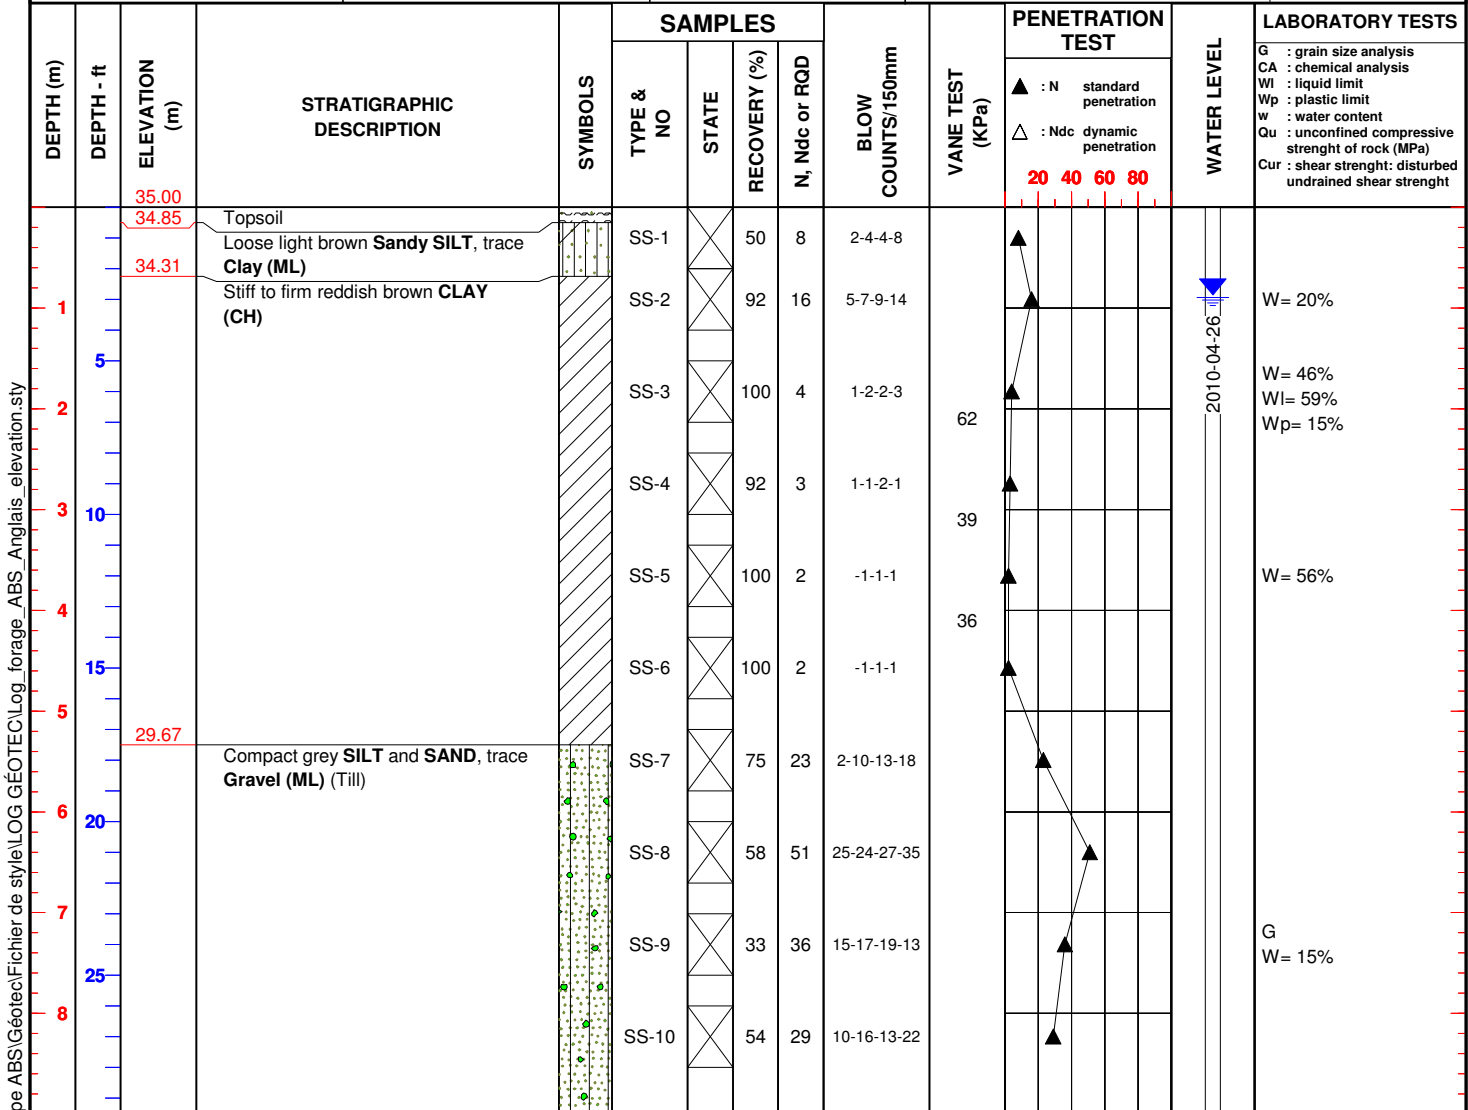 SAMPLES
PENETRATION
TEST
LABORATORY TESTS
DEPTH (m)
DEPTH - ft
ELEVATION
(m)
STRATIGRAPHIC
DESCRIPTION
SYMBOLS
TYPE &
NO
STATE
RECOVERY (%)
N, Ndc or RQD
BLOW
COUNTS/150mm
VANE TEST
(KPa)
▲ : N standard
penetration
△ : Ndc dynamic
penetration
20 40 60 80
WATER LEVEL
G : grain size analysis
CA : chemical analysis
Wl : liquid limit
Wp : plastic limit
w : water content
Qu : unconfined compressive
strenght of rock (MPa)
Cur : shear strenght: disturbed
undrained shear strenght
35.00
34.85 Topsoil
Loose light brown Sandy SILT, trace
Clay (ML)
SS-1 50 8 2-4-4-8
34.31
Stiff to firm reddish brown CLAY
(CH)
1 SS-2 92 16 5-7-9-14 W= 20%
2010-04-26
5
W= 46%
SS-3 100 4 1-2-2-3 Wl= 59%
2 62 Wp= 15%
SS-4 92 3 1-1-2-1
3 10 39
SS-5 100 2 -1-1-1 W= 56%
4 36
15 SS-6 100 2 -1-1-1
5
29.67
Compact grey SILT and SAND, trace
Gravel (ML) (Till)
SS-7 75 23 2-10-13-18
6
20
SS-8 58 51 25-24-27-35
7
G
SS-9 33 36 15-17-19-13
W= 15%
25
8
SS-10 54 29 10-16-13-22
pe ABS\Géotec\Fichier de style\LOG GÉOTEC\Log_forage_ABS_Anglais_elevation.sty